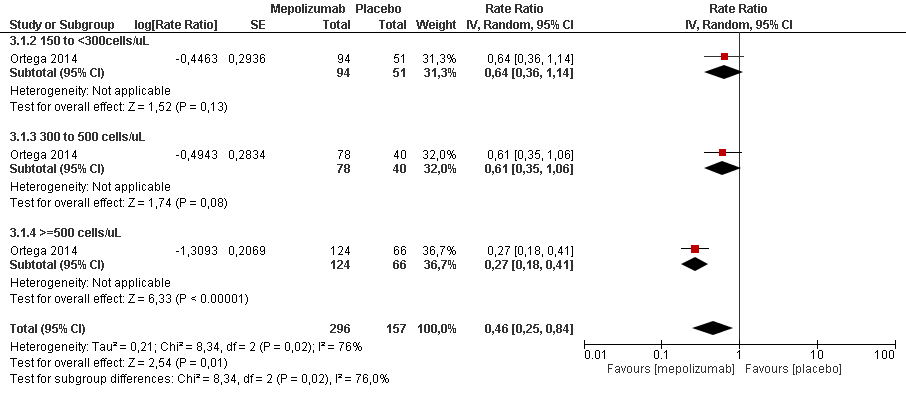 Mepolizumab Placebo Rate Ratio Rate Ratio
Study or Subgroup log[Rate Ratio] SE Total Total Weight IV, Random, 95% CI IV, Random, 95% CI
3.1.2 150 to <300cells/uL
Ortega 2014 -0,4463 0,2936 94 51 31,3% 0,64 [0,36, 1,14]
Subtotal (95% CI) 94 51 31,3% 0,64 [0,36, 1,14]
Heterogeneity: Not applicable
Test for overall effect: Z = 1,52 (P = 0,13)
3.1.3 300 to 500 cells/uL
Ortega 2014 -0,4943 0,2834 78 40 32,0% 0,61 [0,35, 1,06]
Subtotal (95% CI) 78 40 32,0% 0,61 [0,35, 1,06]
Heterogeneity: Not applicable
Test for overall effect: Z = 1,74 (P = 0,08)
3.1.4 >=500 cells/uL
Ortega 2014 -1,3093 0,2069 124 66 36,7% 0,27 [0,18, 0,41]
Subtotal (95% CI) 124 66 36,7% 0,27 [0,18, 0,41]
Heterogeneity: Not applicable
Test for overall effect: Z = 6,33 (P < 0.00001)
Total (95% CI) 296 157 100,0% 0,46 [0,25, 0,84]
Heterogeneity: Tau² = 0,21; Chi² = 8,34, df = 2 (P = 0,02); I² = 76%
Test for overall effect: Z = 2,54 (P = 0,01)
Test for subgroup differences: Chi² = 8,34, df = 2 (P = 0,02), I² = 76,0%
0.01 0.1 1 10 100
Favours [mepolizumab] Favours [placebo]